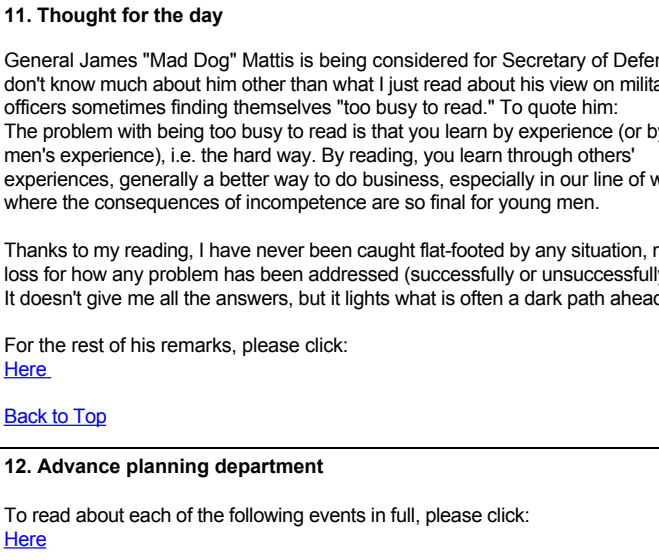 11. Thought for the day
General James "Mad Dog" Mattis is being considered for Secretary of
don't know much about him other than what I just read about his view on
officers sometimes finding themselves "too busy to read." To quote him:
The problem with being too busy to read is that you learn by experience (or
men's experience), i.e. the hard way. By reading, you learn through others'
experiences, generally a better way to do business, especially in our line of
where the consequences of incompetence are so final for young men.
Thanks to my reading, I have never been caught flat-footed by any situation,
loss for how any problem has been addressed (successfully or
It doesn't give me all the answers, but it lights what is often a dark path
For the rest of his remarks, please click:
Here
Back to Top
12. Advance planning department
To read about each of the following events in full, please click:
Here